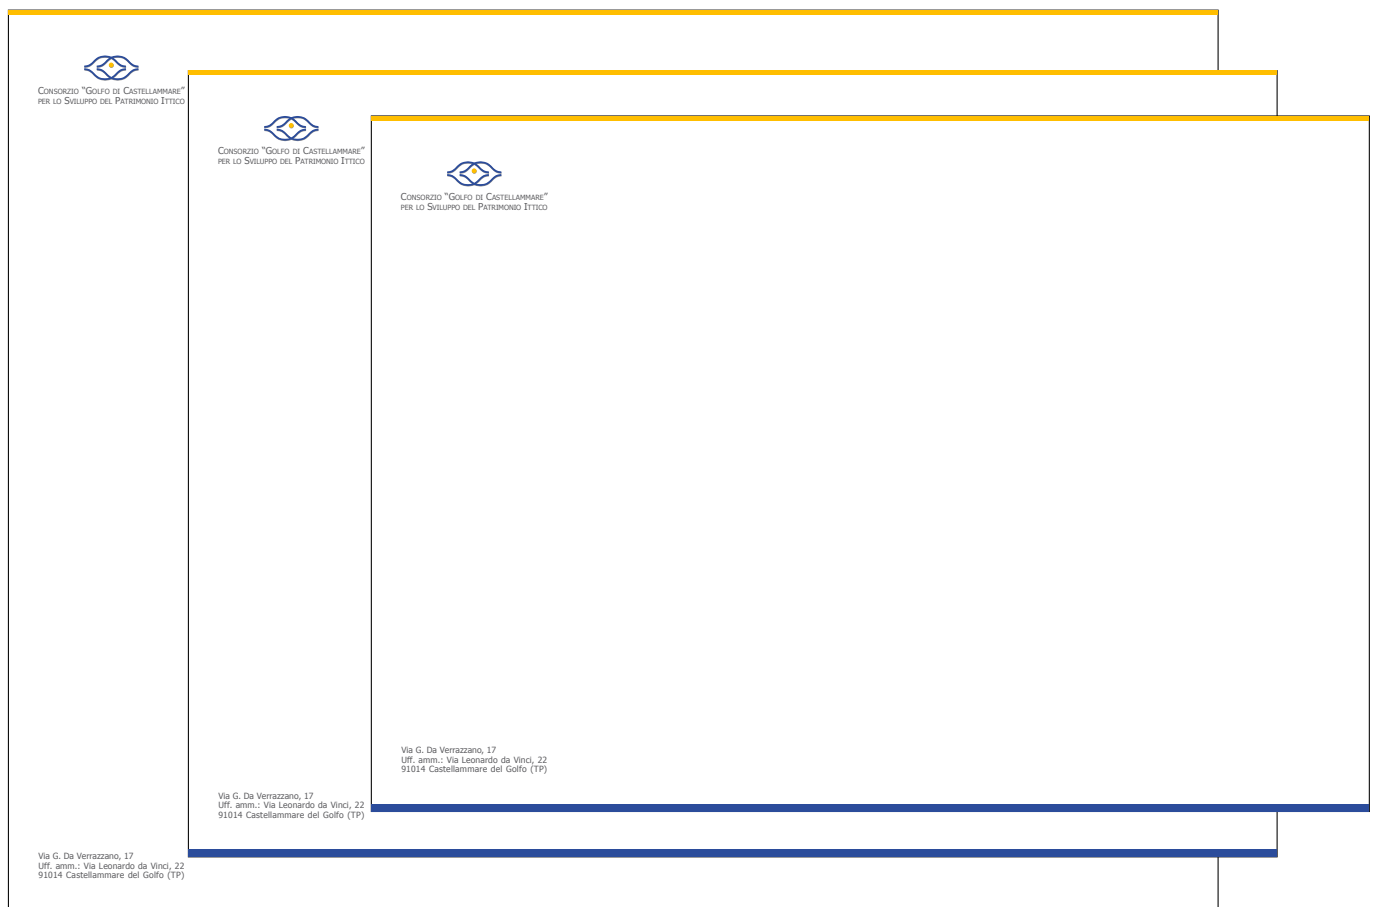 Consorzio “Golfo di Castellammare”
per lo Sviluppo del Patrimonio Ittico
Consorzio “Golfo di Castellammare”
per lo Sviluppo del Patrimonio Ittico
Consorzio “Golfo di Castellammare”
per lo Sviluppo del Patrimonio Ittico
Via G. Da Verrazzano, 17
Uff. amm.: Via Leonardo da Vinci, 22
91014 Castellammare del Golfo (TP)
Via G. Da Verrazzano, 17
Uff. amm.: Via Leonardo da Vinci, 22
91014 Castellammare del Golfo (TP)
Via G. Da Verrazzano, 17
Uff. amm.: Via Leonardo da Vinci, 22
91014 Castellammare del Golfo (TP)